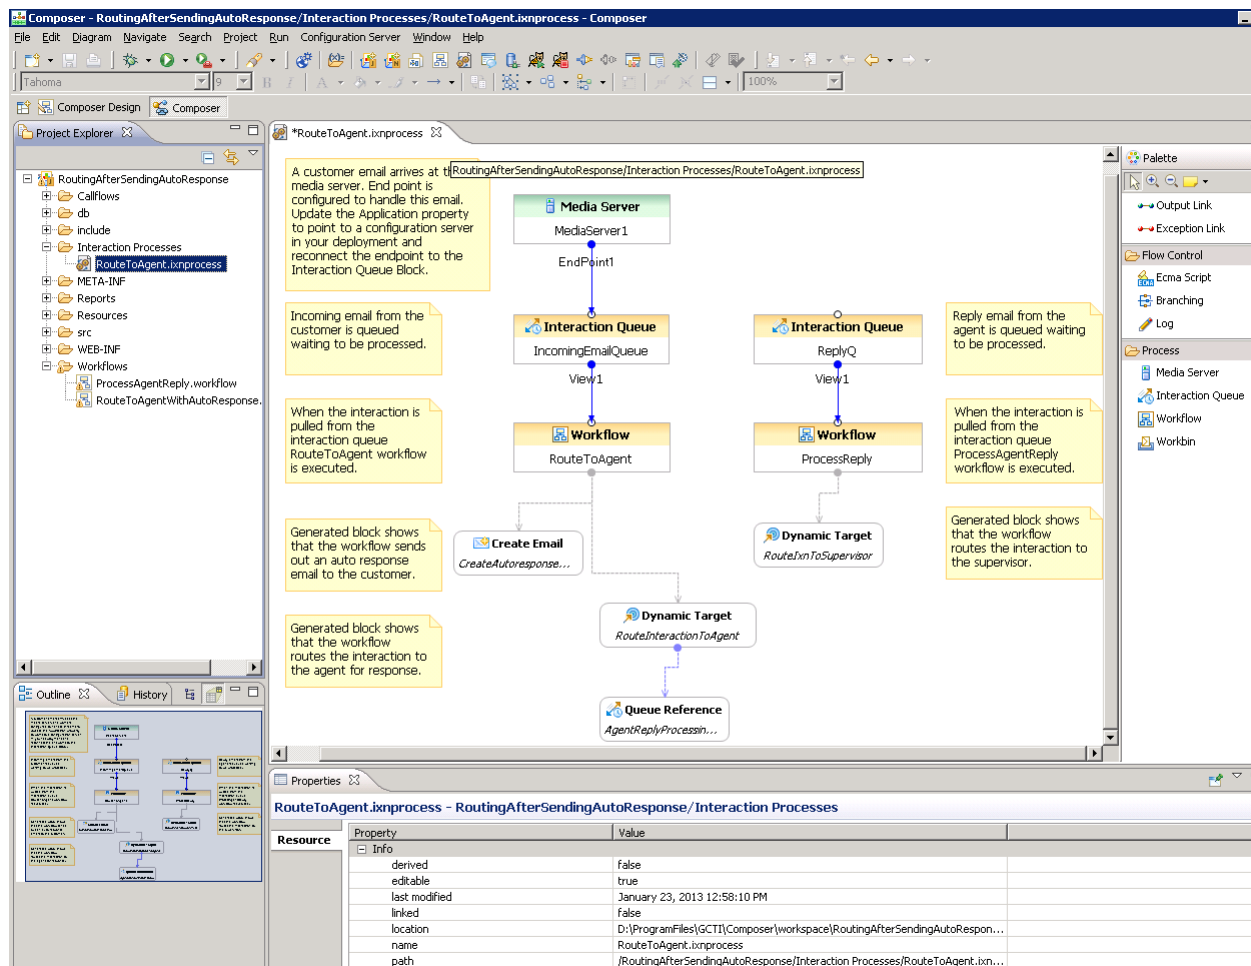 Composer - RoutingAfterSendingAutoResponse/Interaction Processes/RouteToAgent.ixnprocess - Composer
File Edit Diagram Navigate Search Project Run Configuration Server Window Help
Tahoma 9 B I A 100%
Composer Design Composer
Project Explorer
RoutingAfterSendingAutoResponse
Callflows
db
include
Interaction Processes
RouteToAgent.ixnprocess
META-INF
Reports
Resources
src
WEB-INF
Workflows
ProcessAgentReply.workflow
RouteToAgentWithAutoResponse.
Outline History
*RouteToAgent.ixnprocess
RoutingAfterSendingAutoResponse/Interaction Processes/RouteToAgent.ixnprocess
A customer email arrives at th
media server. End point is
configured to handle this email.
Update the Application property
to point to a configuration server
in your deployment and
reconnect the endpoint to the
Interaction Queue Block.
Media Server
MediaServer1
EndPoint1
Incoming email from the
customer is queued
waiting to be processed.
Interaction Queue
IncomingEmailQueue
View1
Interaction Queue
ReplyQ
View1
Reply email from the
agent is queued waiting
to be processed.
When the interaction is
pulled from the
interaction queue
RouteToAgent workflow
is executed.
Workflow
RouteToAgent
Workflow
ProcessReply
When the interaction is
pulled from the
interaction queue
ProcessAgentReply
workflow is executed.
Generated block shows
that the workflow sends
out an auto response
email to the customer.
Create Email
CreateAutoresponse...
Dynamic Target
RouteIxnToSupervisor
Generated block shows
that the workflow
routes the interaction to
the supervisor.
Generated block shows
that the workflow
routes the interaction to
the agent for response.
Dynamic Target
RouteInteractionToAgent
Queue Reference
AgentReplyProcessin...
Palette
Output Link
Exception Link
Flow Control
Ecma Script
Branching
Log
Process
Media Server
Interaction Queue
Workflow
Workbin
Properties
RouteToAgent.ixnprocess - RoutingAfterSendingAutoResponse/Interaction Processes
Resource
Property Value
Info
derived false
editable true
last modified January 23, 2013 12:58:10 PM
linked false
location D:\ProgramFiles\GCTI\Composer\workspace\RoutingAfterSendingAutoRespon...
name RouteToAgent.ixnprocess
path /RoutingAfterSendingAutoResponse/Interaction Processes/RouteToAgent.ixn...